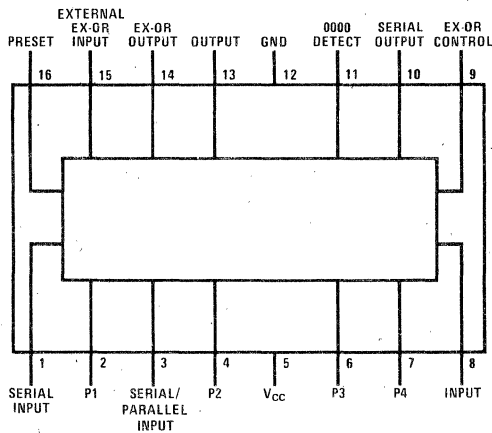 EXTERNAL
EX-OR
INPUT
PRESET
EX-OR
OUTPUT
OUTPUT
GND
0000
DETECT
SERIAL
OUTPUT
EX-OR
CONTROL
16 15 14 13 12 11 10 9
1 2 3 4 5 6 7 8
SERIAL
INPUT
P1
SERIAL/
PARALLEL
INPUT
P2
VCC
P3
P4
INPUT